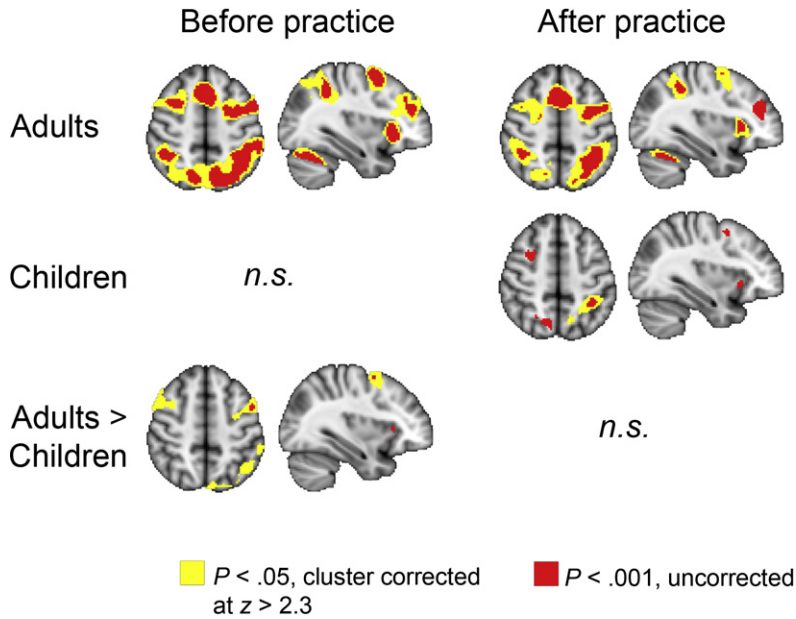 Before practice
After practice
Adults
Children
n.s.
Adults >
Children
n.s.
P < .05, cluster corrected
at z > 2.3
P < .001, uncorrected